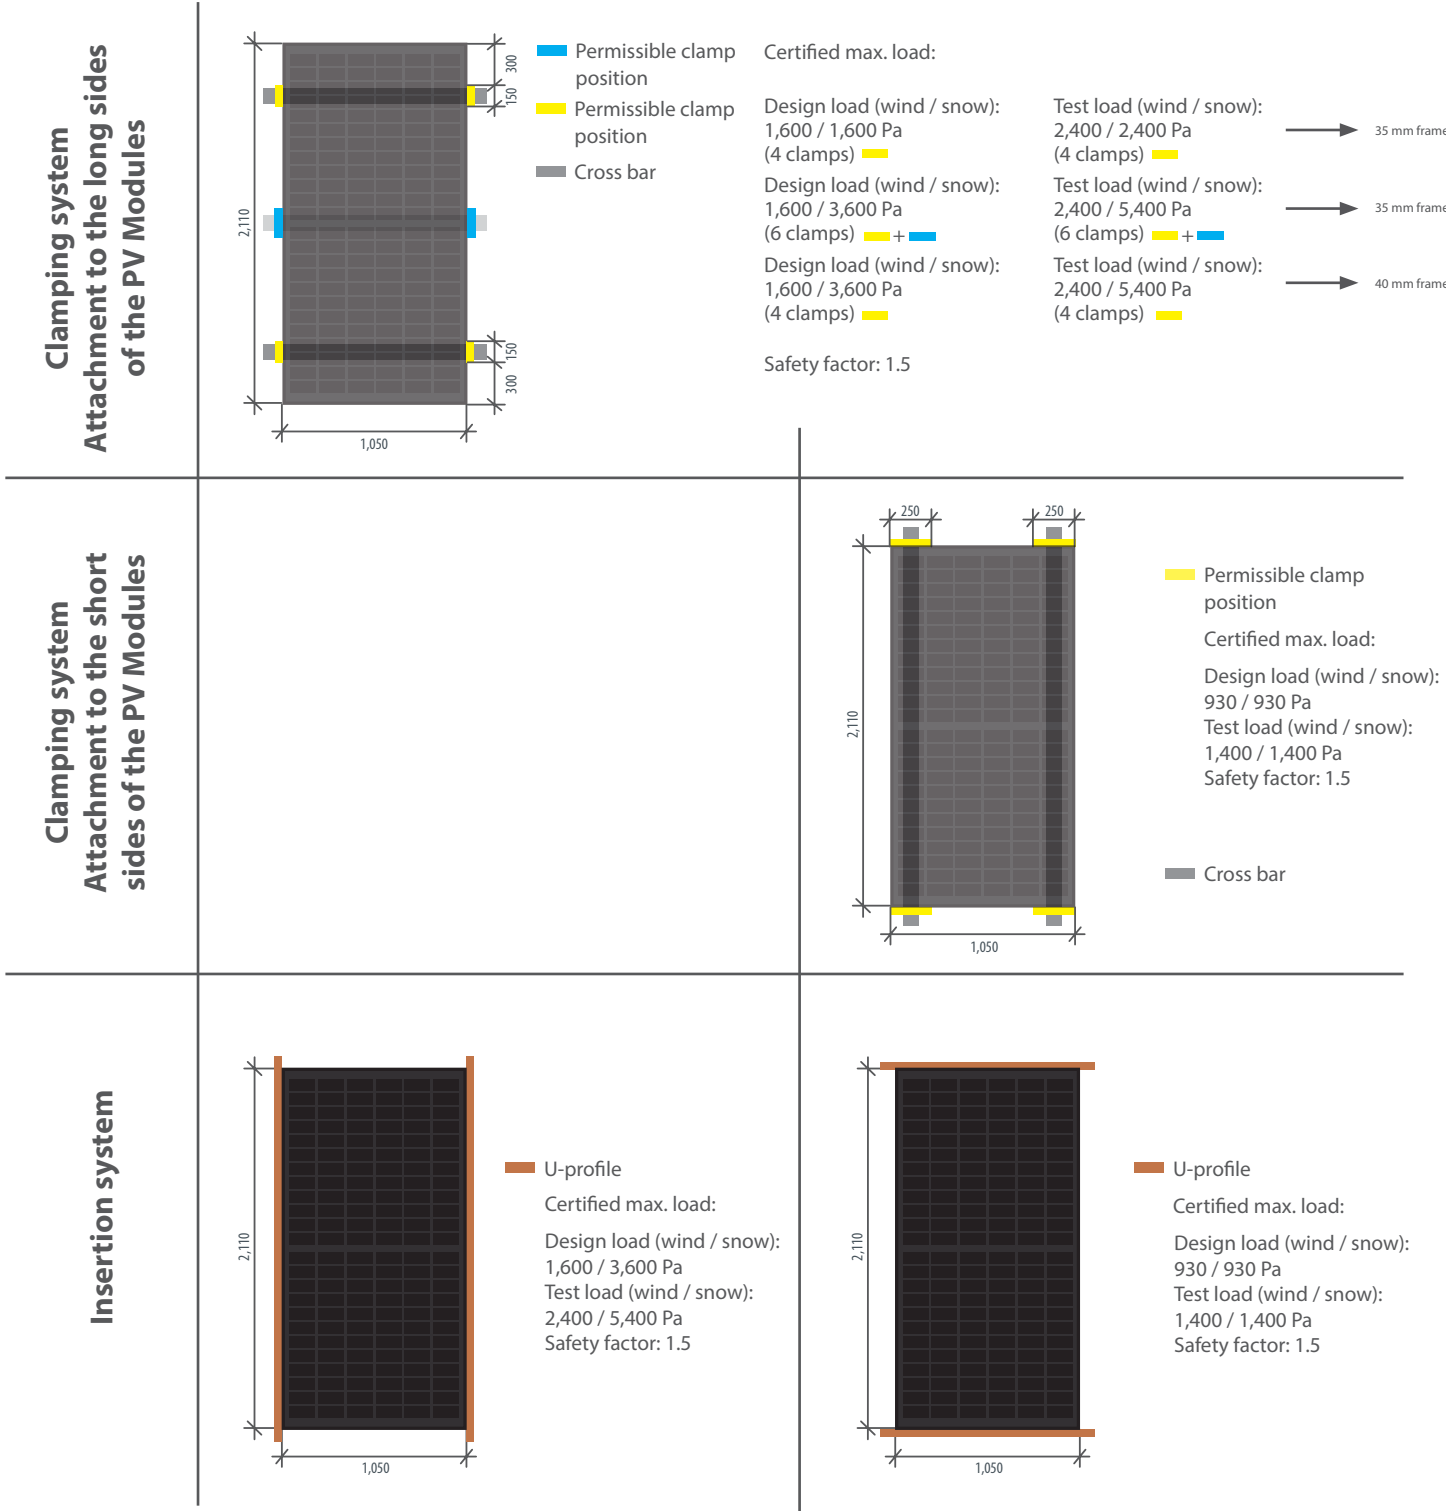 Clamping system
Attachment to the long sides
of the PV Modules
2,110
300
150
150
300
1,050
Permissible clamp
position
Permissible clamp
position
Cross bar
Certified max. load:
Design load (wind / snow):
1,600 / 1,600 Pa
(4 clamps)
Test load (wind / snow):
2,400 / 2,400 Pa
(4 clamps)
35 mm frame
Design load (wind / snow):
1,600 / 3,600 Pa
(6 clamps) +
Test load (wind / snow):
2,400 / 5,400 Pa
(6 clamps) +
35 mm frame
Design load (wind / snow):
1,600 / 3,600 Pa
(4 clamps)
Test load (wind / snow):
2,400 / 5,400 Pa
(4 clamps)
40 mm frame
Safety factor: 1.5
Clamping system
Attachment to the short
sides of the PV Modules
250
250
2,110
1,050
Permissible clamp
position
Certified max. load:
Design load (wind / snow):
930 / 930 Pa
Test load (wind / snow):
1,400 / 1,400 Pa
Safety factor: 1.5
Cross bar
Insertion system
2,110
1,050
U-profile
Certified max. load:
Design load (wind / snow):
1,600 / 3,600 Pa
Test load (wind / snow):
2,400 / 5,400 Pa
Safety factor: 1.5
2,110
1,050
U-profile
Certified max. load:
Design load (wind / snow):
930 / 930 Pa
Test load (wind / snow):
1,400 / 1,400 Pa
Safety factor: 1.5